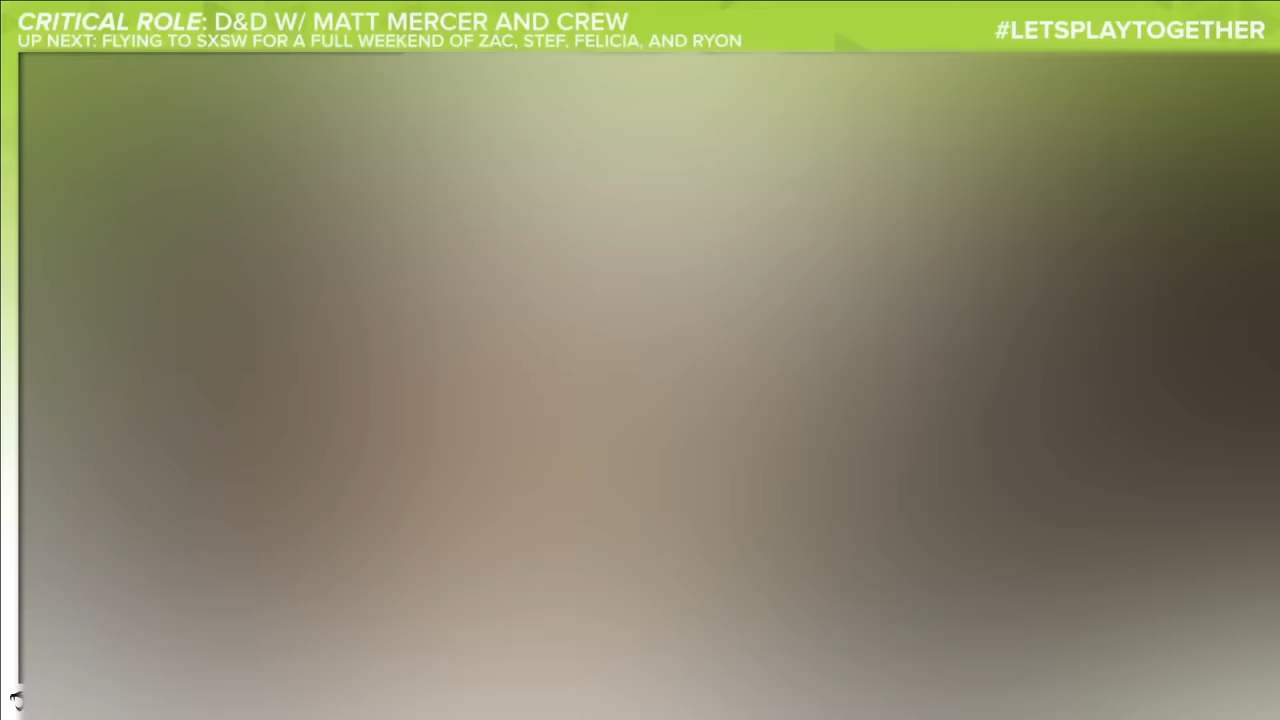 CRITICAL ROLE: D&D W/ MATT MERCER AND CREW
#LETSPLAYTOGETHER
UP NEXT: FLYING TO SXSW FOR A FULL WEEKEND OF ZAC, STEF, FELICIA, AND RYON